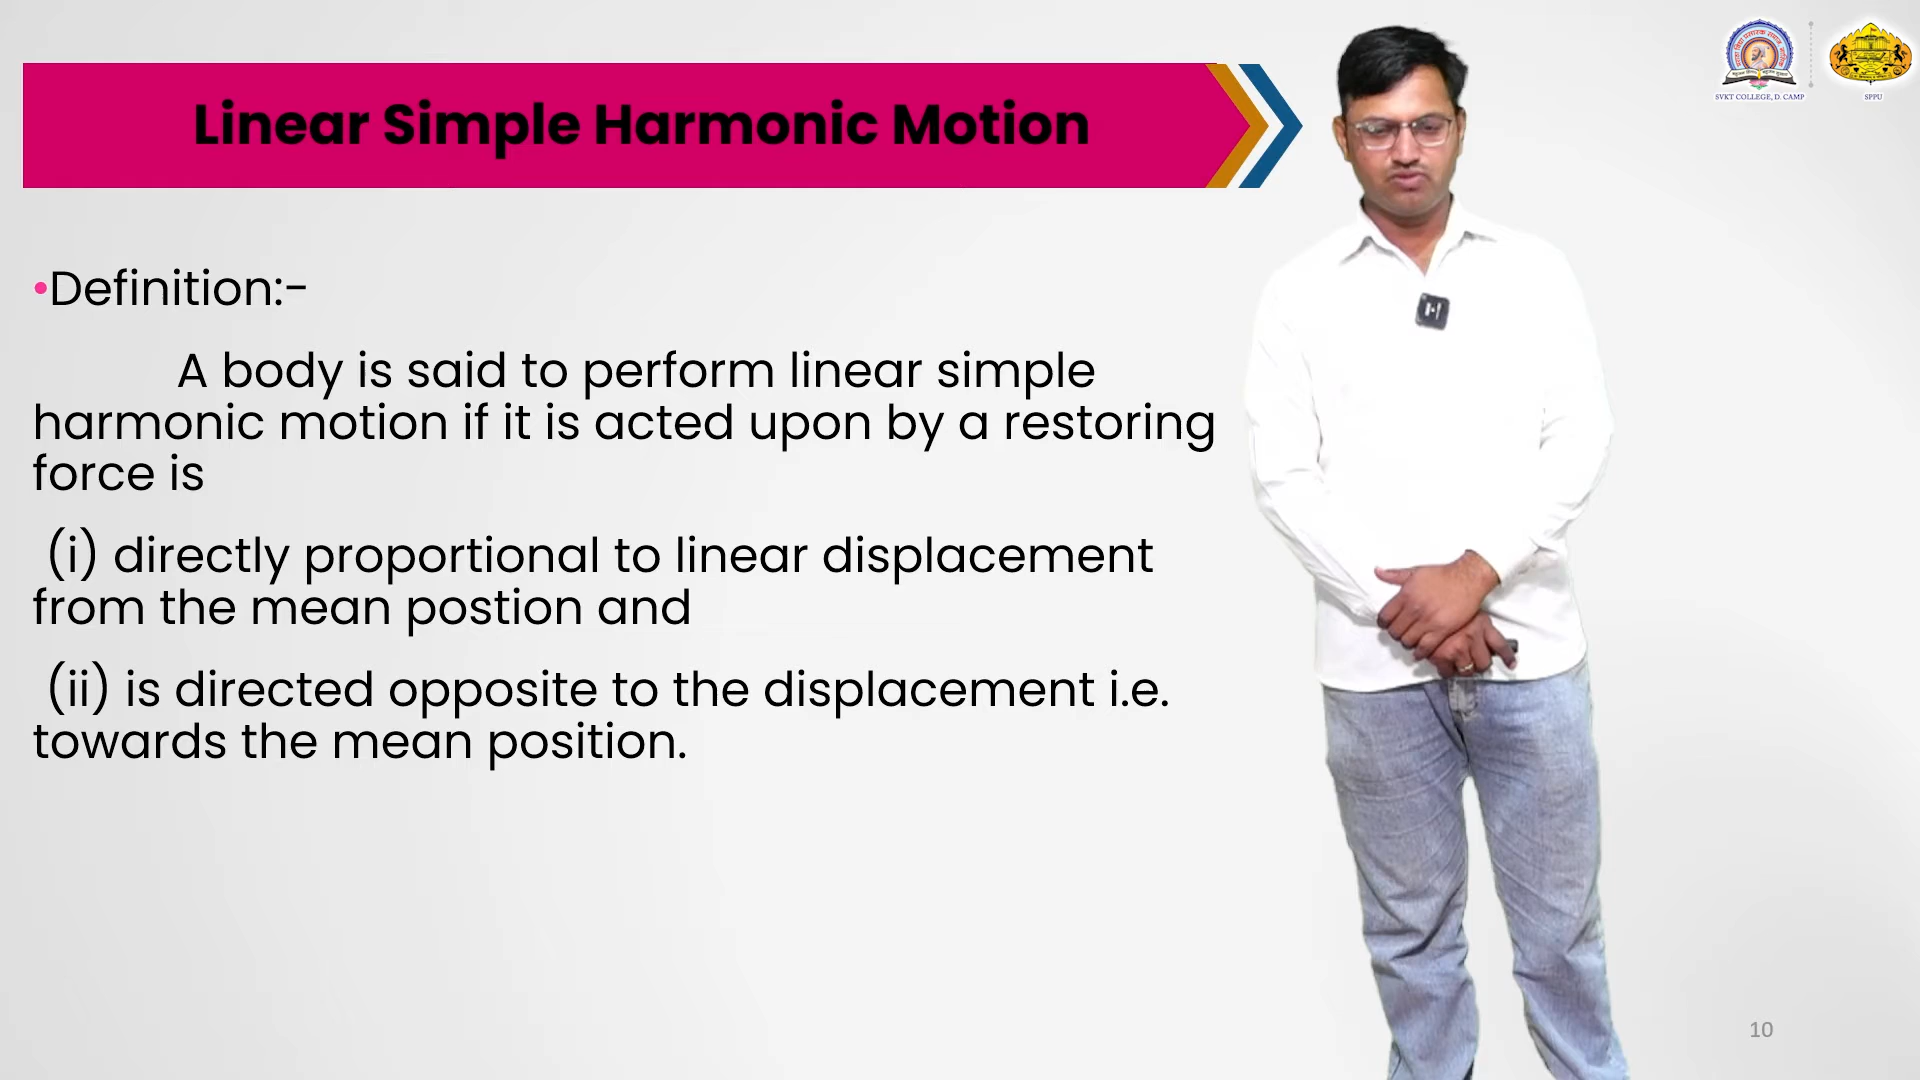 Linear Simple Harmonic Motion
SVKT COLLEGE, D. CAMP
SPPU
•Definition:-
A body is said to perform linear simple
harmonic motion if it is acted upon by a restoring
force is
(i) directly proportional to linear displacement
from the mean postion and
(ii) is directed opposite to the displacement i.e.
towards the mean position.
10